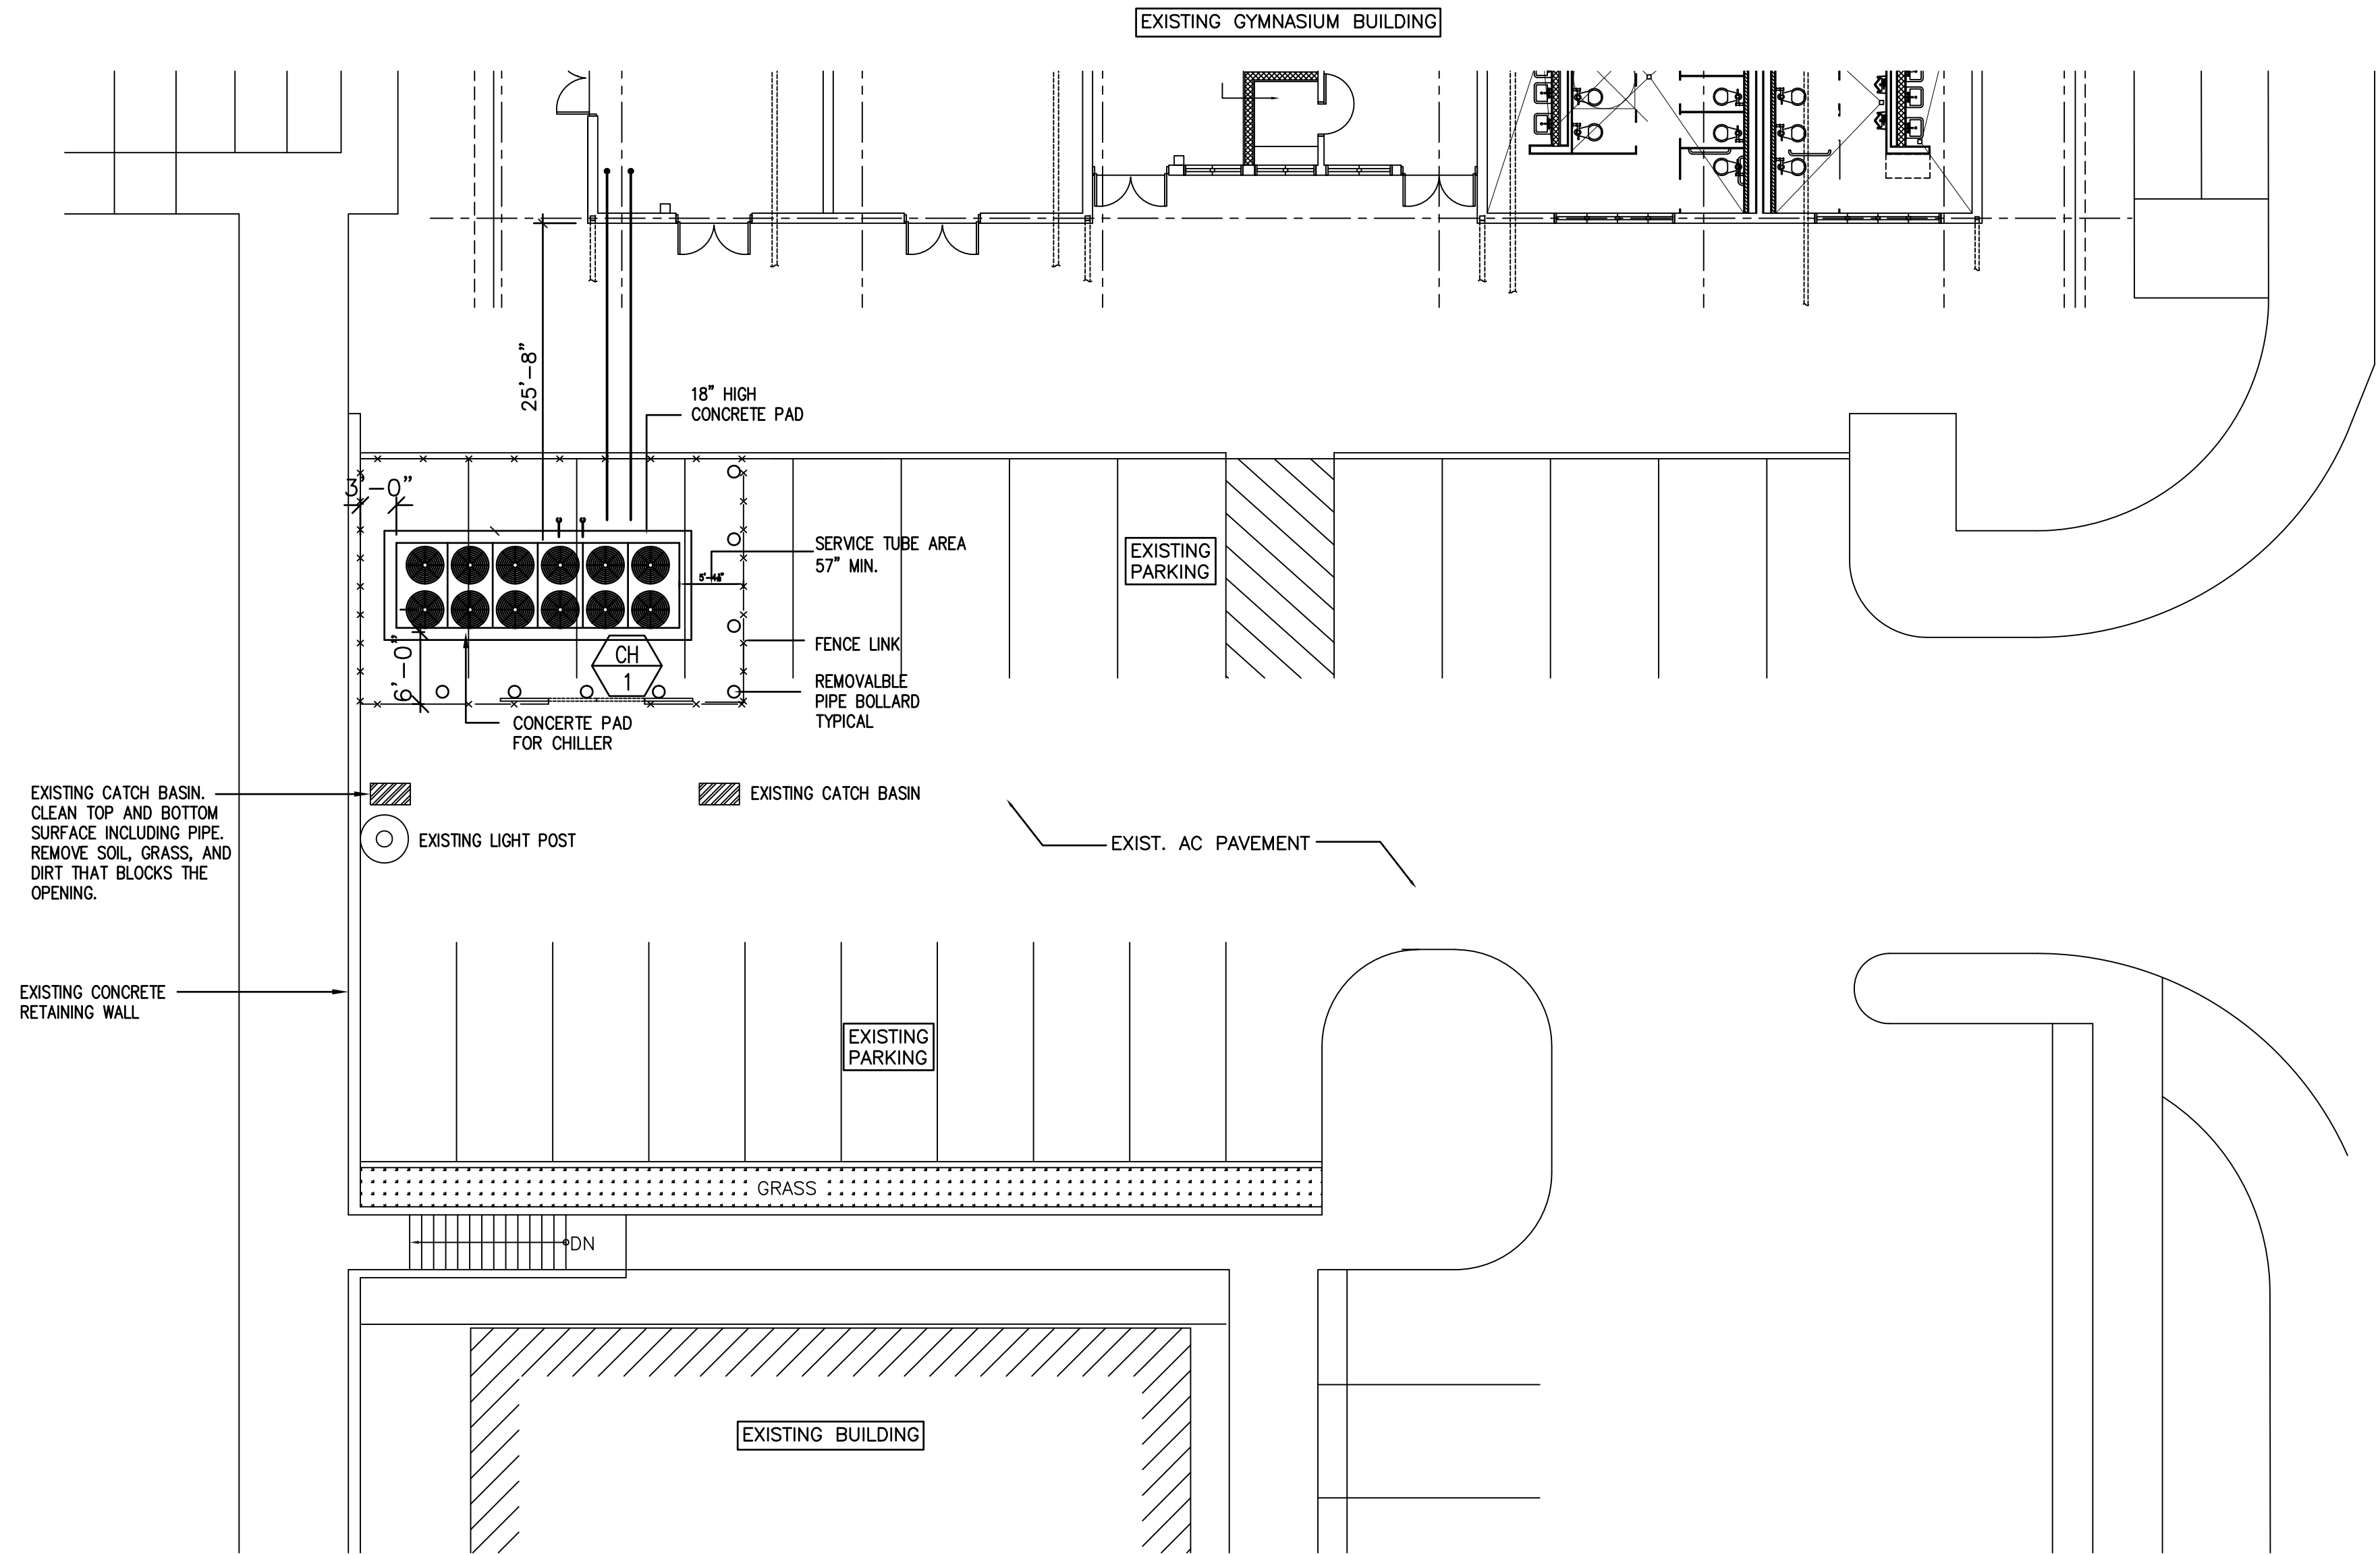 EXISTING GYMNASIUM BUILDING
25'-8"
18" HIGH
CONCRETE PAD
3'-0"
SERVICE TUBE AREA
57" MIN.
EXISTING
PARKING
6'-0"
CH
1
FENCE LINK
REMOVALBLE
PIPE BOLLARD
TYPICAL
CONCERTE PAD
FOR CHILLER
EXISTING CATCH BASIN.
CLEAN TOP AND BOTTOM
SURFACE INCLUDING PIPE.
REMOVE SOIL, GRASS, AND
DIRT THAT BLOCKS THE
OPENING.
EXISTING CATCH BASIN
EXISTING LIGHT POST
EXIST. AC PAVEMENT
EXISTING CONCRETE
RETAINING WALL
EXISTING
PARKING
GRASS
DN
EXISTING BUILDING